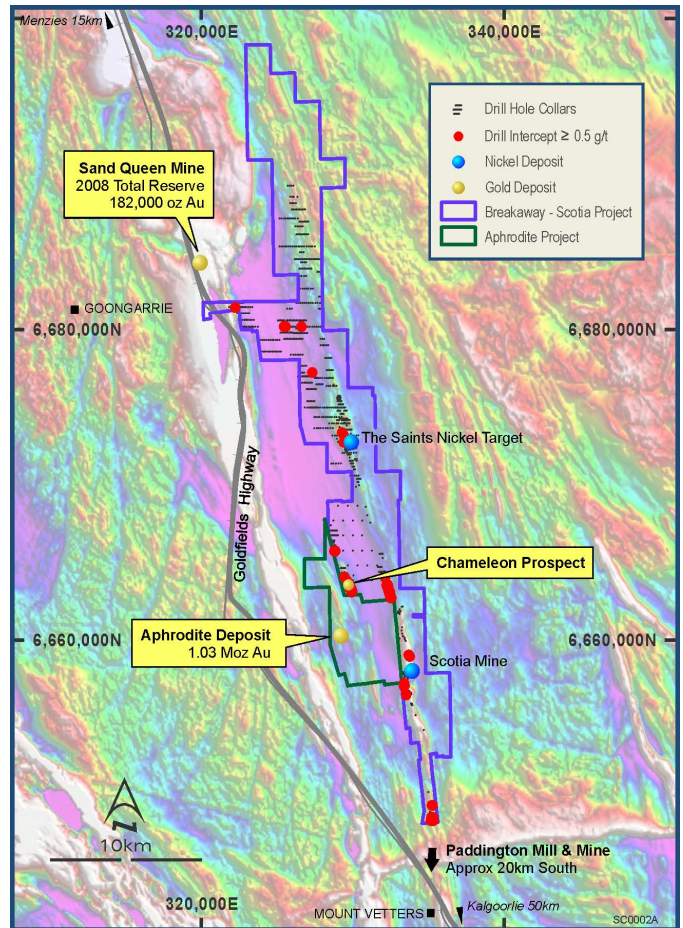 Menzies 15km
320,000E
340,000E
Drill Hole Collars
Drill Intercept ≥ 0.5 g/t
Nickel Deposit
Gold Deposit
Breakaway - Scotia Project
Aphrodite Project
Sand Queen Mine
2008 Total Reserve
182,000 oz Au
GOONGARRIE
6,680,000N
6,680,000N
The Saints Nickel Target
Goldfields Highway
Chameleon Prospect
Aphrodite Deposit
1.03 Moz Au
6,660,000N
6,660,000N
Scotia Mine
N
10km
Paddington Mill & Mine
Approx 20km South
320,000E
MOUNT VETTERS
Kalgoorlie 50km
SC0002A